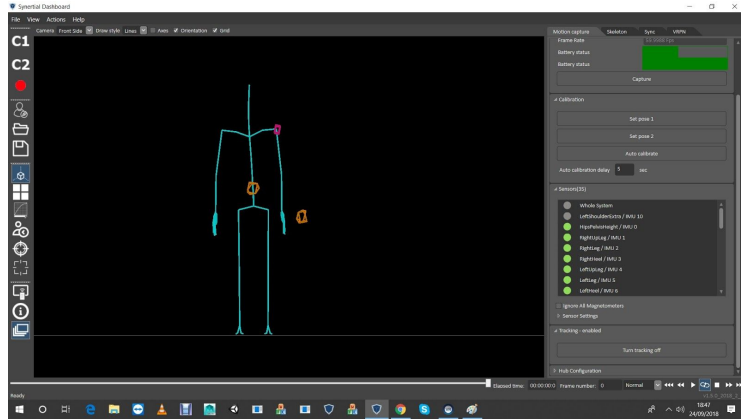 Synertial Dashboard
File View Actions Help
C1
C2
Camera Front Side Draw style Lines Axes Orientation Grid
Motion capture Skeleton Sync VRPN
Frame Rate
Battery status
Battery status
Capture
Calibration
Set pose 1
Set pose 2
Auto calibrate
Auto calibration delay 5 sec
Sensors(35)
Whole System
LeftShoulderExtra / IMU 10
HipsPelvisHeight / IMU 0
RightUpLeg / IMU 1
RightLeg / IMU 2
RightHeel / IMU 3
LeftUpLeg / IMU 4
LeftLeg / IMU 5
LeftHeel / IMU 6
Ignore All Magnetometers
Sensor Settings
Tracking - enabled
Turn tracking off
Hub Configuration
Elapsed time: 00:00:00:0 Frame number: 0 Normal
Ready
18:47
24/09/2018